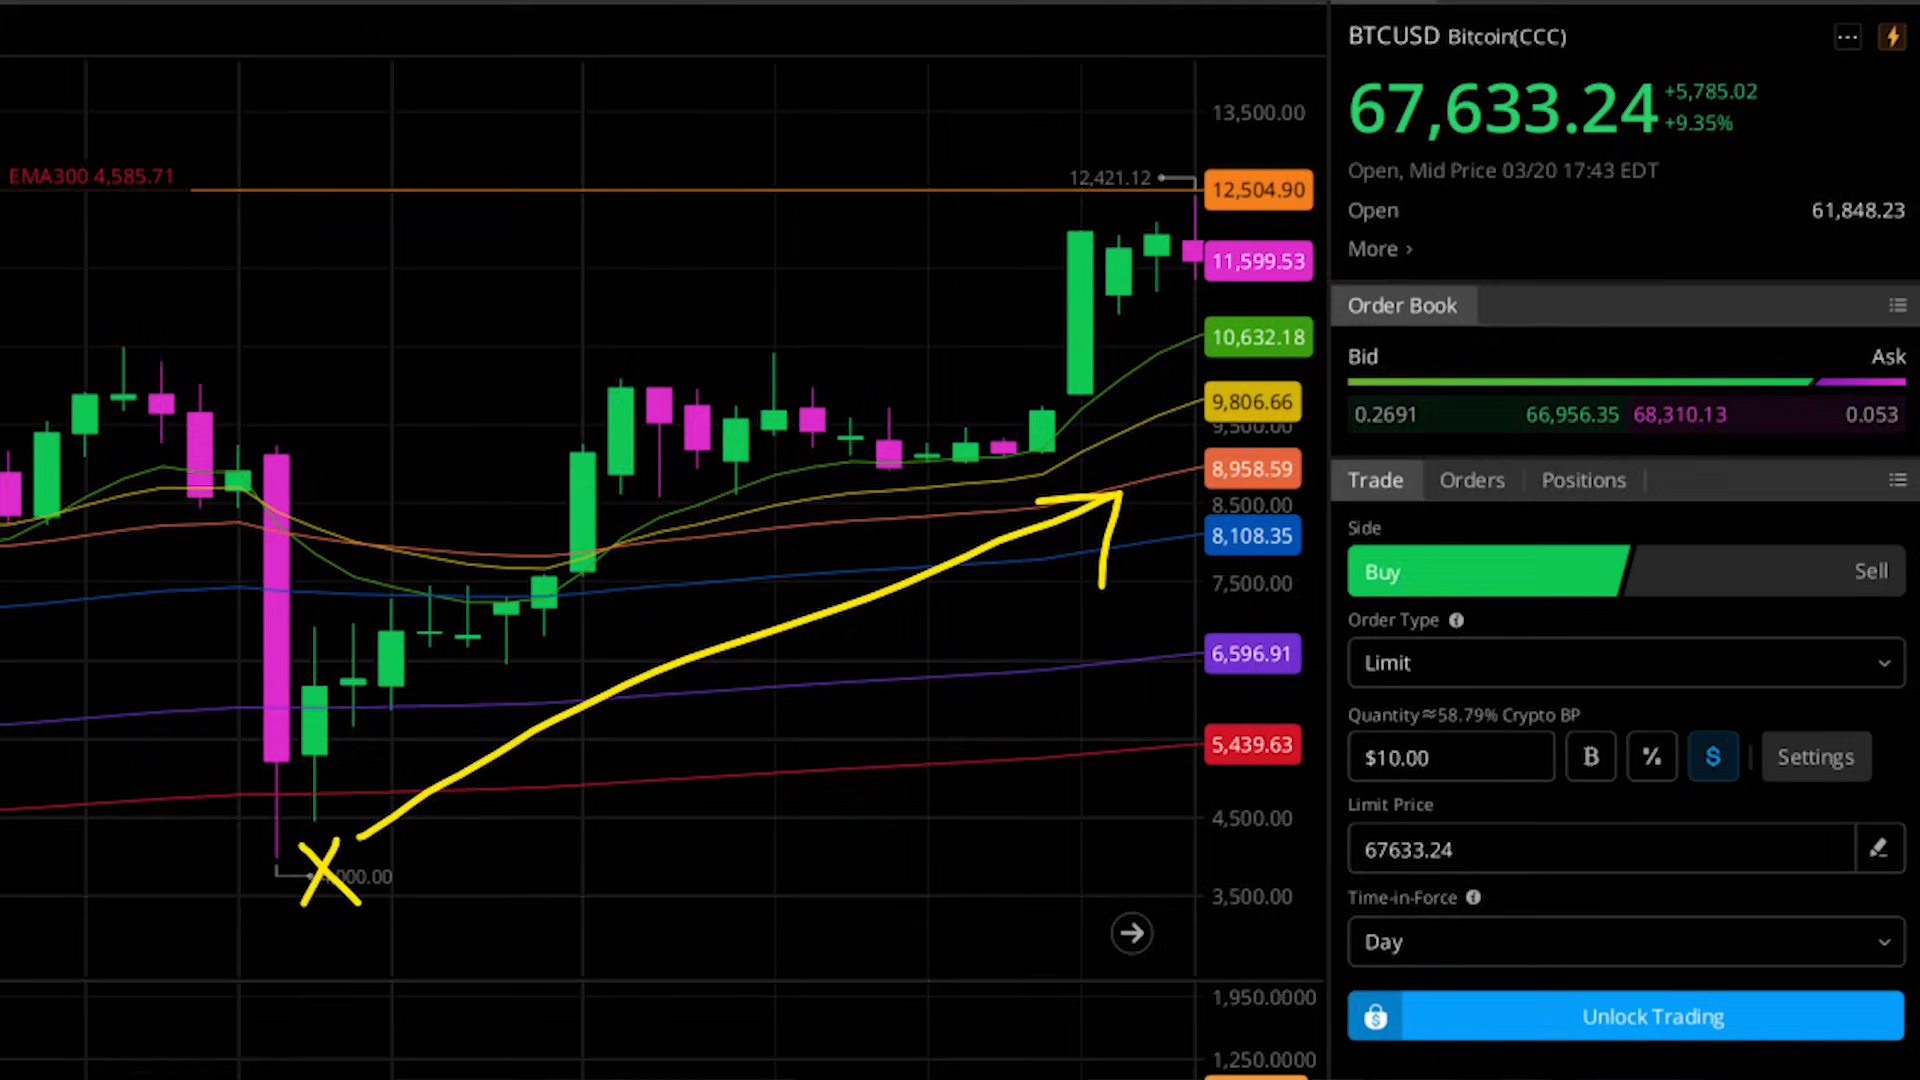 EMA300 4,585.71
12,421.12
13,500.00
12,504.90
11,599.53
10,632.18
9,806.66
9,500.00
8,958.59
8,500.00
8,108.35
7,500.00
6,596.91
5,439.63
4,500.00
3,500.00
1,950.0000
1,250.0000
000.00
BTCUSD Bitcoin(CCC)
67,633.24 +5,785.02
+9.35%
Open, Mid Price 03/20 17:43 EDT
Open 61,848.23
More ›
Order Book
Bid Ask
0.2691 66,956.35 68,310.13 0.053
Trade Orders Positions
Side
Buy Sell
Order Type
Limit
Quantity≈58.79% Crypto BP
$10.00 B % $ Settings
Limit Price
67633.24
Time-in-Force
Day
Unlock Trading